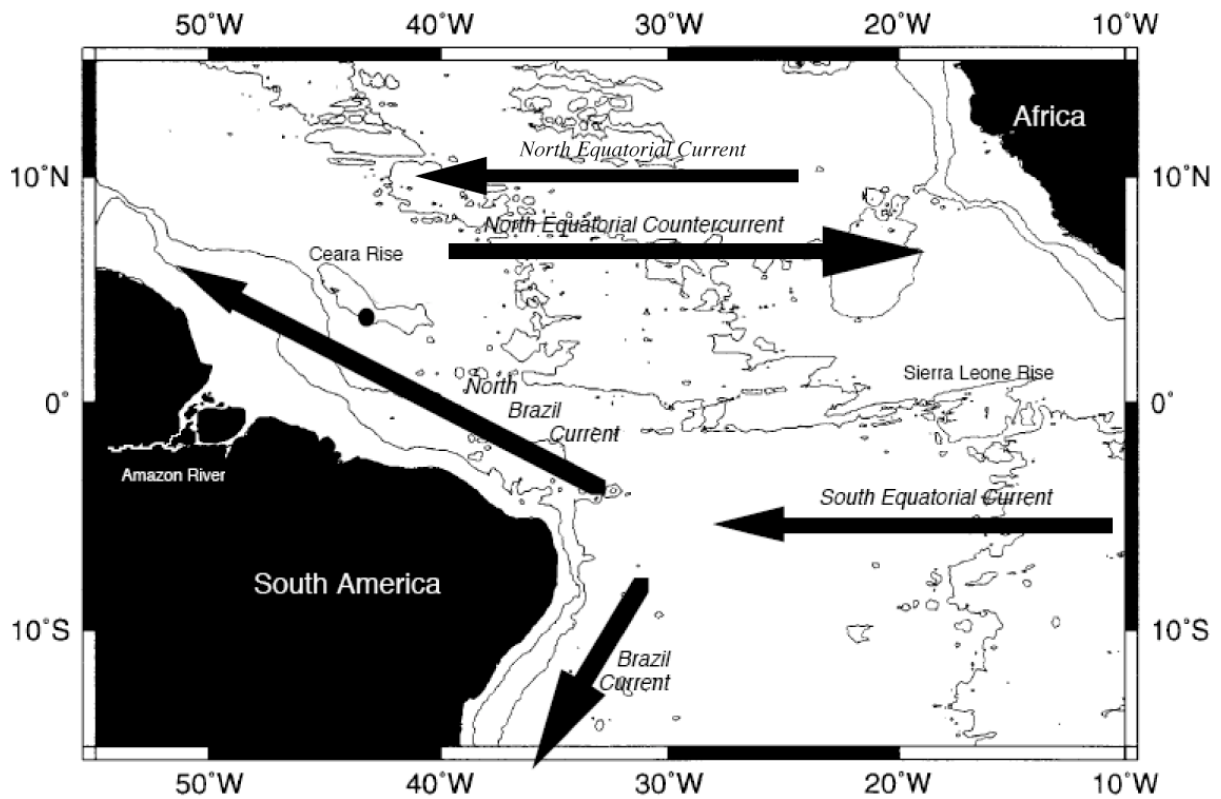 50°W 40°W 30°W 20°W 10°W
Africa
North Equatorial Current
10°N 10°N
North Equatorial Countercurrent
Ceara Rise
Sierra Leone Rise
North
Brazil
Current
0° 0°
Amazon River
South Equatorial Current
South America
10°S 10°S
Brazil
Current
50°W 40°W 30°W 20°W 10°W